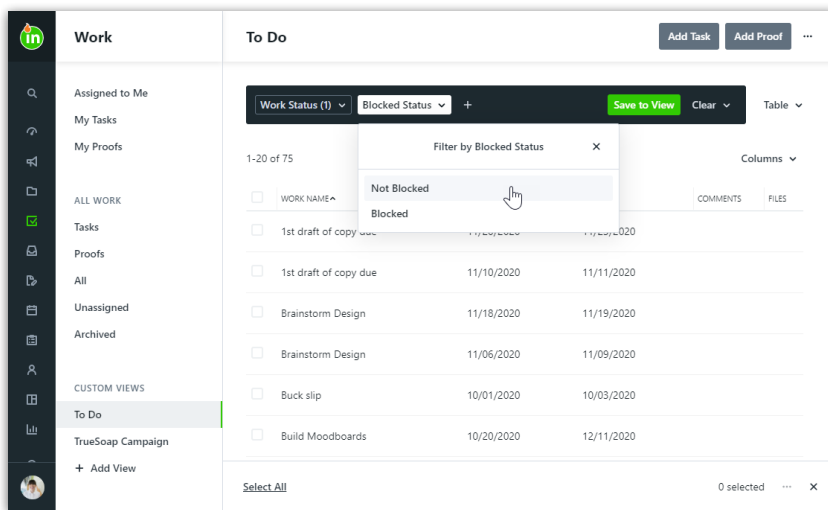 in
Work
To Do
Add Task
Add Proof
Assigned to Me
My Tasks
My Proofs
ALL WORK
Tasks
Proofs
All
Unassigned
Archived
CUSTOM VIEWS
To Do
TrueSoap Campaign
+ Add View
Work Status (1)
Blocked Status
+
Save to View
Clear
Table
Filter by Blocked Status
Not Blocked
Blocked
1-20 of 75
Columns
WORK NAME
COMMENTS
FILES
1st draft of copy due
1st draft of copy due 11/10/2020 11/11/2020
Brainstorm Design 11/18/2020 11/19/2020
Brainstorm Design 11/06/2020 11/09/2020
Buck slip 10/01/2020 10/03/2020
Build Moodboards 10/20/2020 12/11/2020
Select All
0 selected